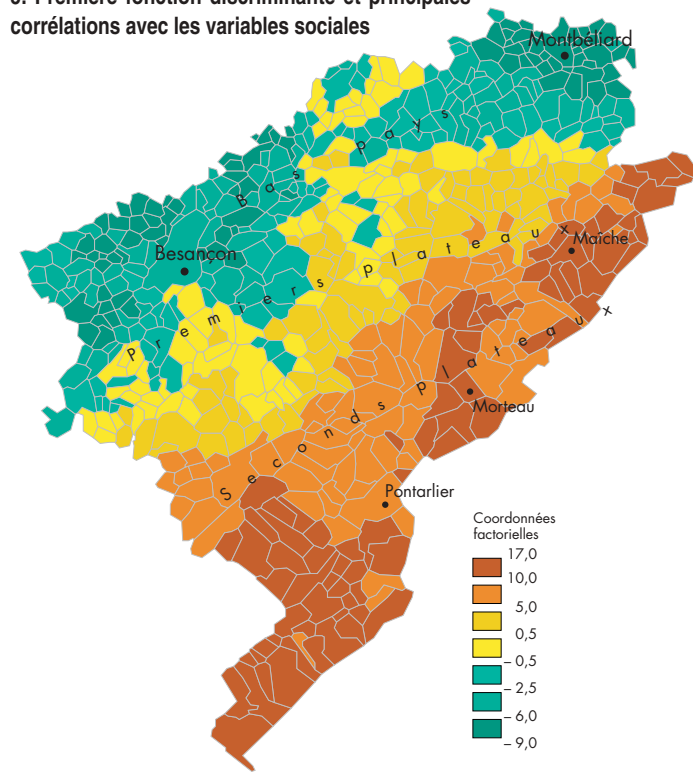 corrélations avec les variables sociales
Montbéliard
Bas pays
Besançon
Maîche
Premiers plateaux
Morteau
Seconds plateaux
Pontarlier
Coordonnées
factorielles
17,0
10,0
5,0
0,5
– 0,5
– 2,5
– 6,0
– 9,0